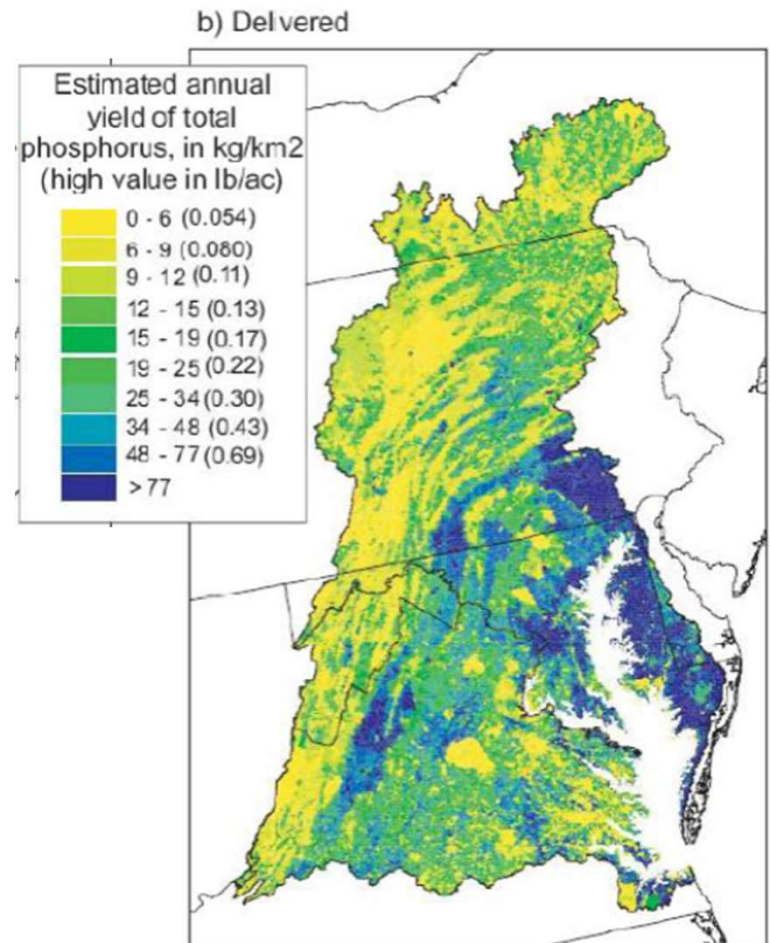 b) Delivered
Estimated annual
yield of total
phosphorus, in kg/km2
(high value in lb/ac)
0 - 6 (0.054)
6 - 9 (0.080)
9 - 12 (0.11)
12 - 15 (0.13)
15 - 19 (0.17)
19 - 25 (0.22)
25 - 34 (0.30)
34 - 48 (0.43)
48 - 77 (0.69)
> 77